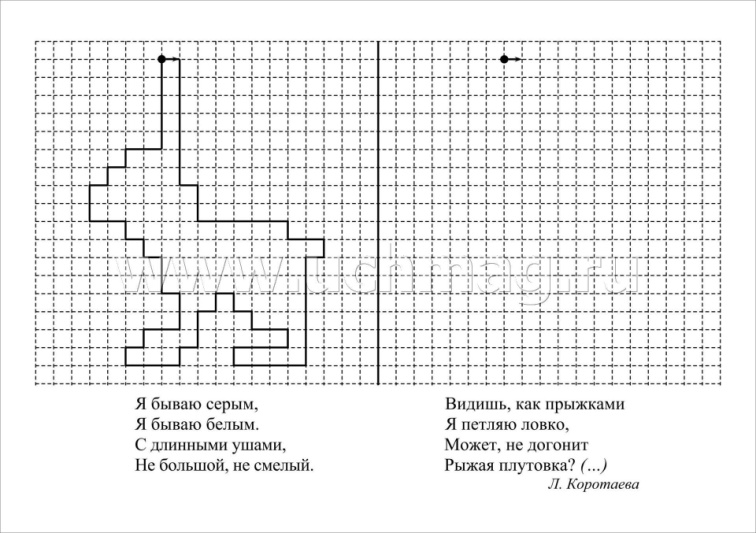 www.uchmag.ru
Я бываю серым,
Я бываю белым.
С длинными ушами,
Не большой, не смелый.
Видишь, как прыжками
Я петляю ловко,
Может, не догонит
Рыжая плутовка? (...)
Л. Коротаева